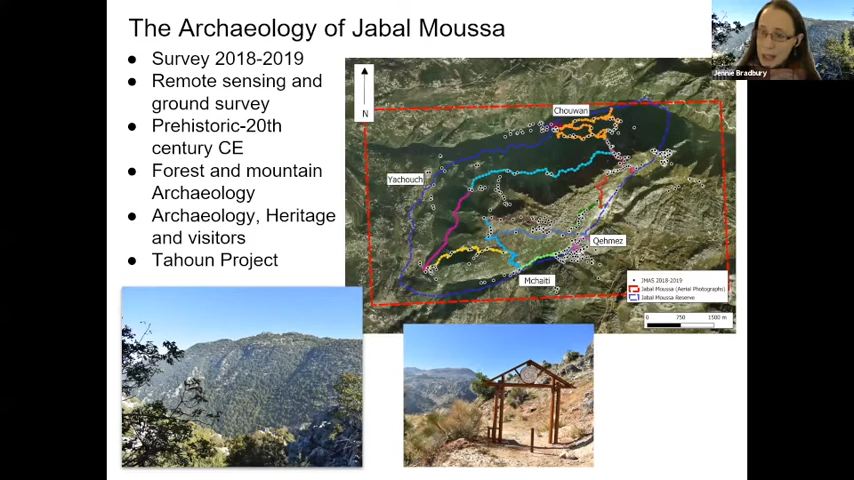 The Archaeology of Jabal Moussa
● Survey 2018-2019
● Remote sensing and
ground survey
● Prehistoric-20th
century CE
● Forest and mountain
Archaeology
● Archaeology, Heritage
and visitors
● Tahoun Project
N
Chouwan
Yachouch
Qehmez
Mchaiti
JMAS 2018-2019
Jabal Moussa (Aerial Photographs)
Jabal Moussa Reserve
0 750 1500 m
Jennie Bradbury